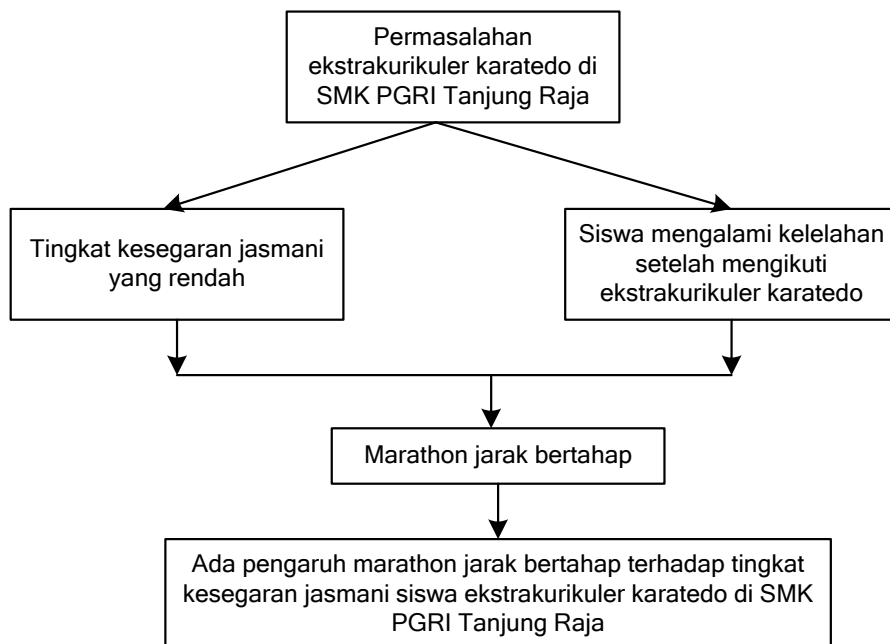 Permasalahan
ekstrakurikuler karatedo di
SMK PGRI Tanjung Raja
Tingkat kesegaran jasmani
yang rendah
Siswa mengalami kelelahan
setelah mengikuti
ekstrakurikuler karatedo
Marathon jarak bertahap
Ada pengaruh marathon jarak bertahap terhadap tingkat
kesegaran jasmani siswa ekstrakurikuler karatedo di SMK
PGRI Tanjung Raja